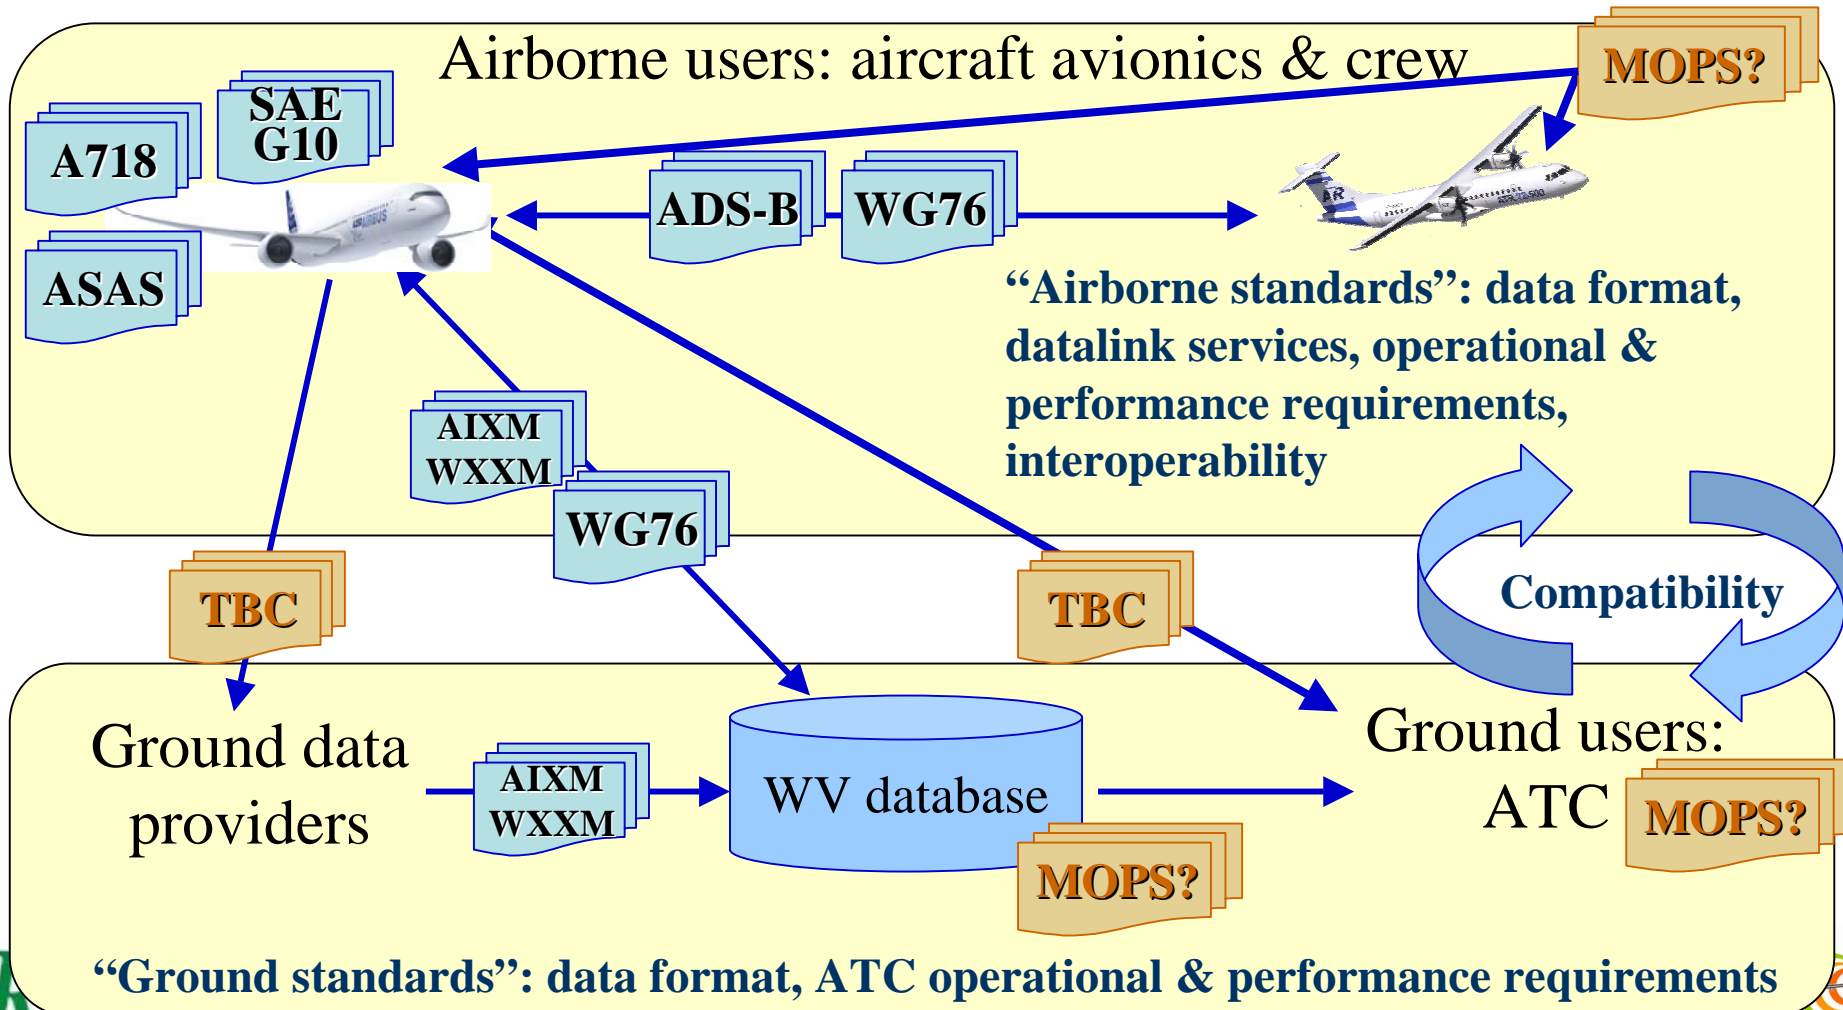 Airborne users: aircraft avionics & crew
MOPS?
SAE
G10
A718
ASAS
ADS-B
WG76
“Airborne standards”: data format,
datalink services, operational &
performance requirements,
interoperability
AIXM
WXXM
WG76
TBC
TBC
Compatibility
Ground data
providers
AIXM
WXXM
WV database
MOPS?
Ground users:
ATC
MOPS?
“Ground standards”: data format, ATC operational & performance requirements